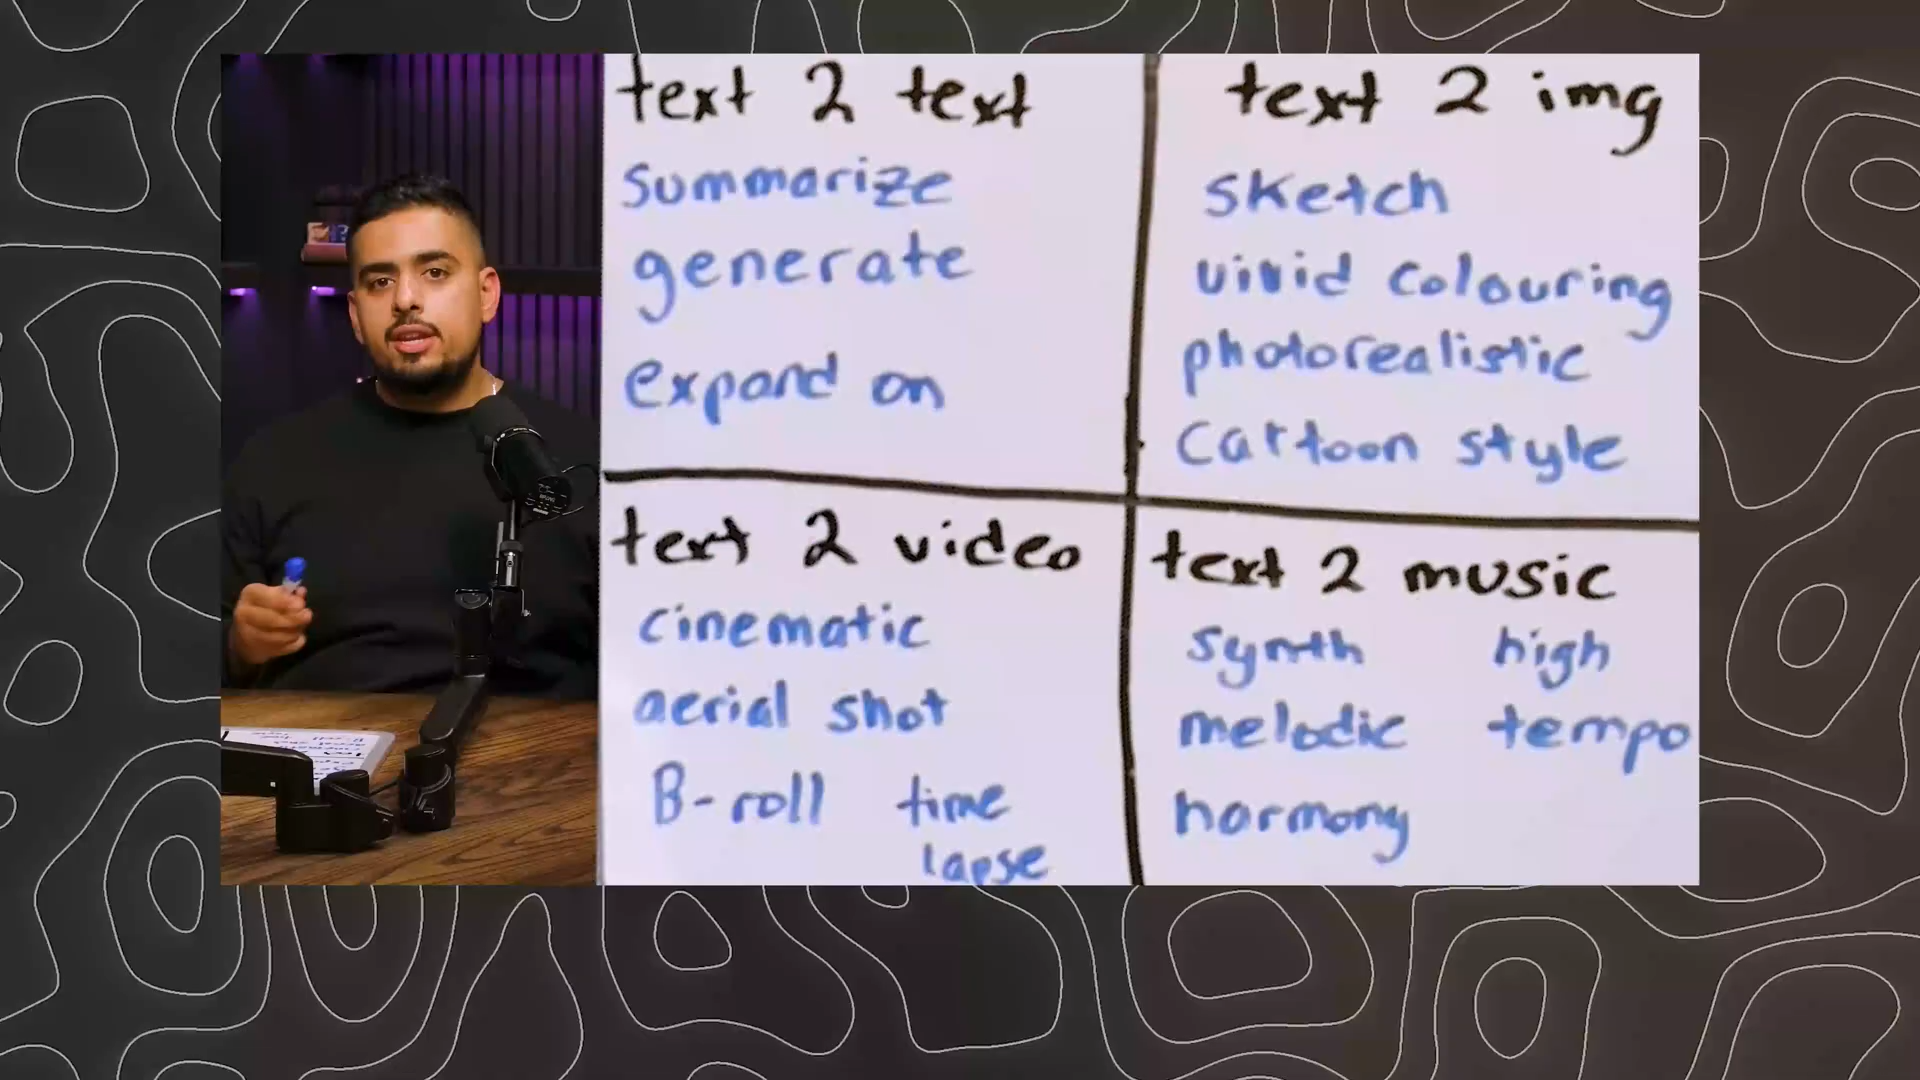 text 2 text
summarize
generate
expand on
text 2 img
sketch
vivid colouring
photorealistic
cartoon style
text 2 video
cinematic
aerial shot
B-roll time
lapse
text 2 music
synth high
melodic tempo
harmony